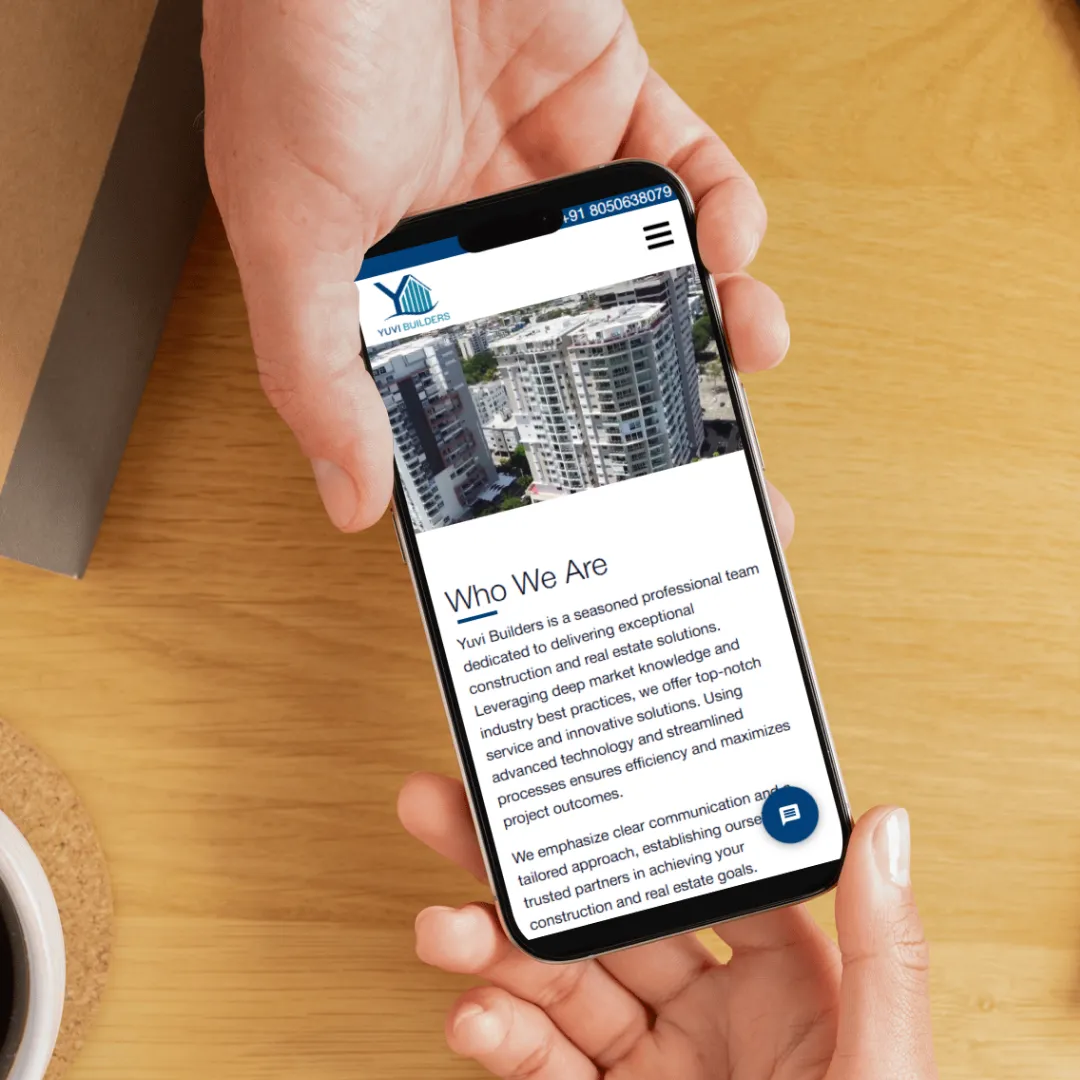 +91 8050638079
YUVI BUILDERS
Who We Are
Yuvi Builders is a seasoned professional team
dedicated to delivering exceptional
construction and real estate solutions.
Leveraging deep market knowledge and
industry best practices, we offer top-notch
service and innovative solutions. Using
advanced technology and streamlined
processes ensures efficiency and maximizes
project outcomes.
We emphasize clear communication and
tailored approach, establishing
trusted partners in achieving your
construction and real estate goals.